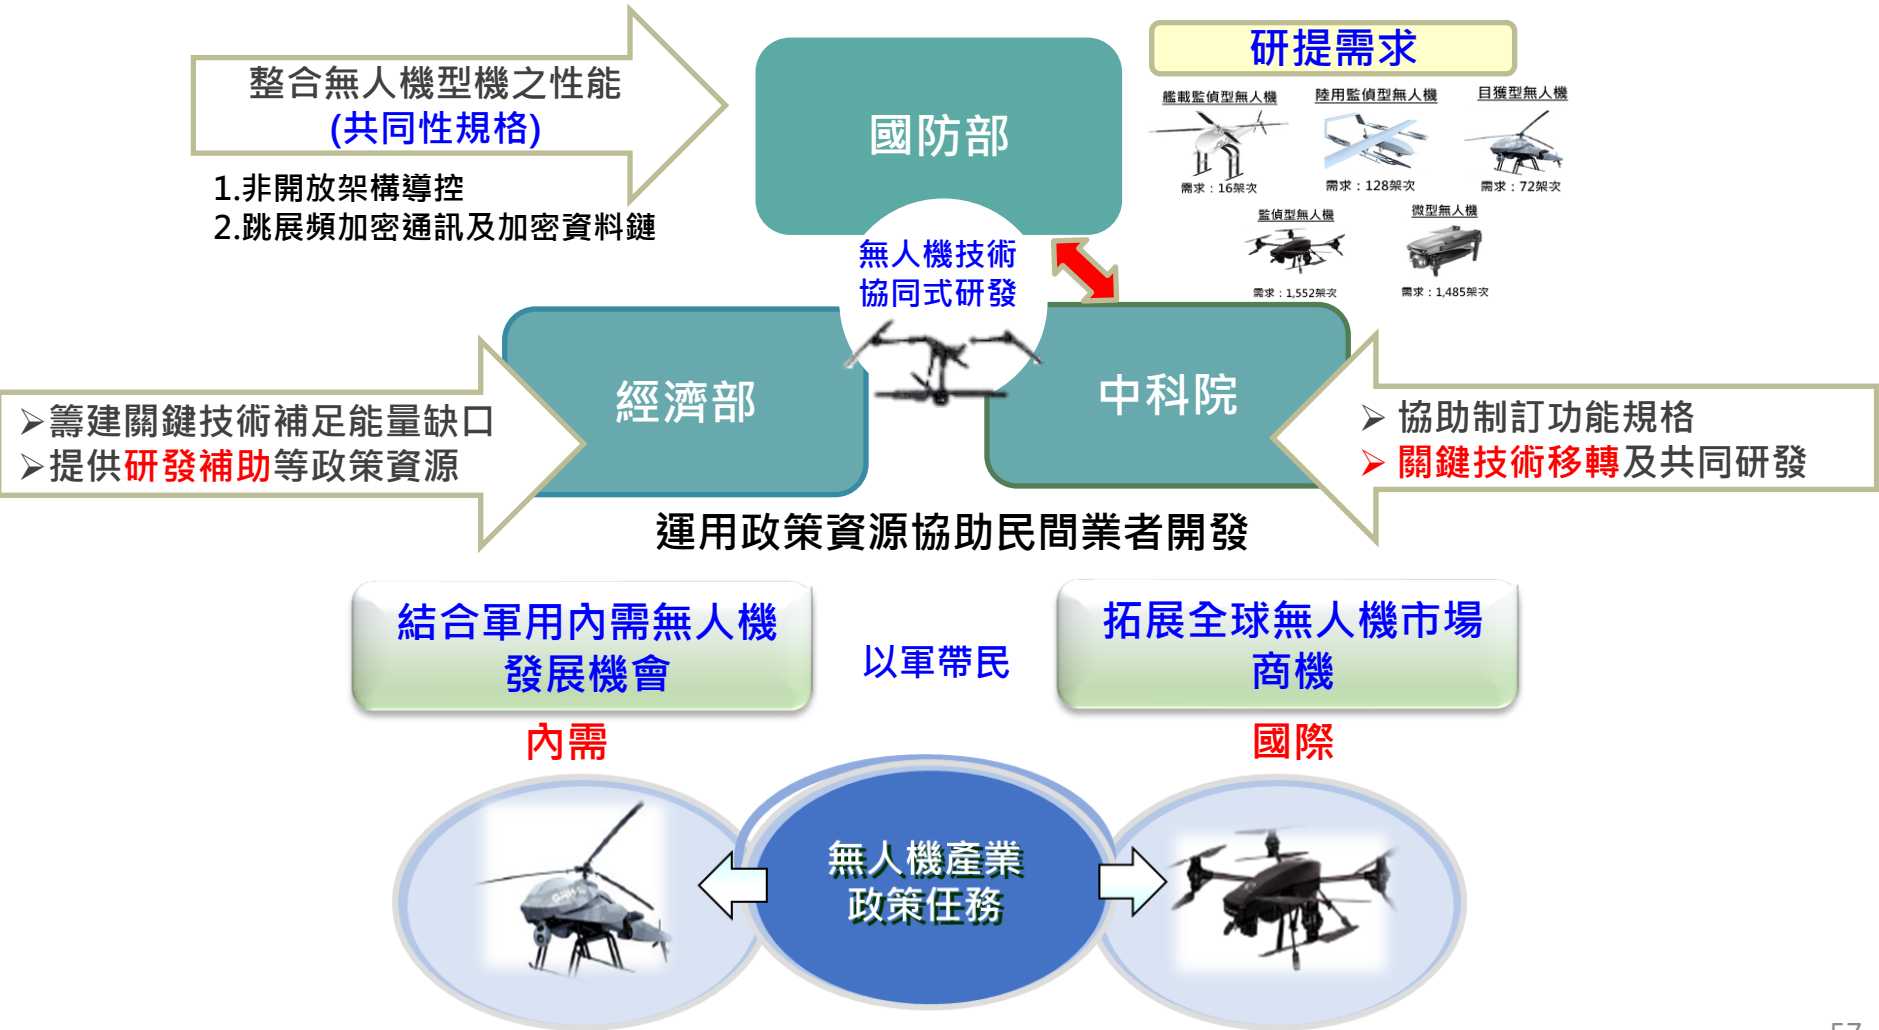 整合無人機型機之性能
(共同性規格)
1.非開放架構導控
2.跳展頻加密通訊及加密資料鏈
國防部
研提需求
艦載監偵型無人機
陸用監偵型無人機
目獲型無人機
需求：16架次
需求：128架次
需求：72架次
監偵型無人機
微型無人機
需求：1,552架次
需求：1,485架次
無人機技術
協同式研發
經濟部
中科院
➢籌建關鍵技術補足能量缺口
➢提供研發補助等政策資源
➢ 協助制訂功能規格
➢ 關鍵技術移轉及共同研發
運用政策資源協助民間業者開發
結合軍用內需無人機
發展機會
以軍帶民
拓展全球無人機市場
商機
內需
國際
無人機產業
政策任務
57